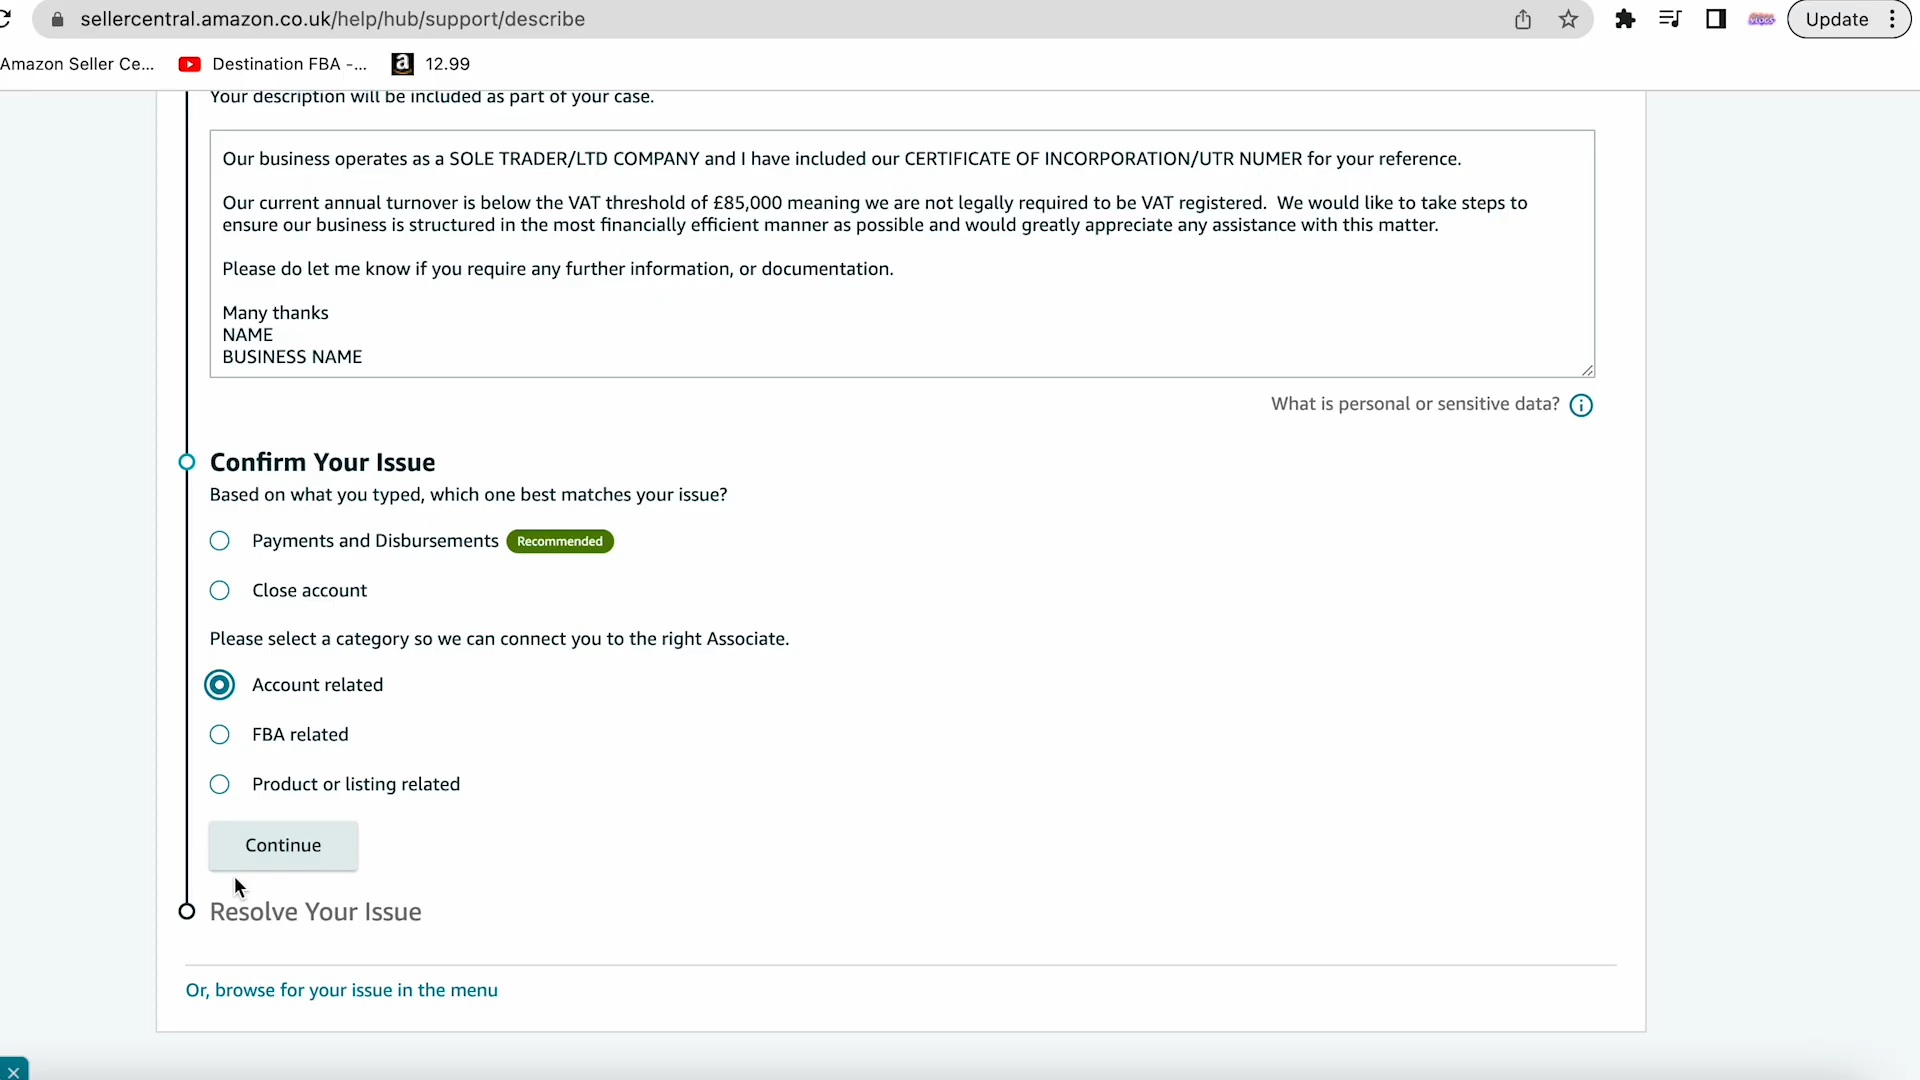 sellercentral.amazon.co.uk/help/hub/support/describe
Update
Amazon Seller Ce...
Destination FBA -...
a 12.99
Your description will be included as part of your case.
Our business operates as a SOLE TRADER/LTD COMPANY and I have included our CERTIFICATE OF INCORPORATION/UTR NUMER for your reference.
Our current annual turnover is below the VAT threshold of £85,000 meaning we are not legally required to be VAT registered.  We would like to take steps to
ensure our business is structured in the most financially efficient manner as possible and would greatly appreciate any assistance with this matter.
Please do let me know if you require any further information, or documentation.
Many thanks
NAME
BUSINESS NAME
What is personal or sensitive data?
Confirm Your Issue
Based on what you typed, which one best matches your issue?
Payments and Disbursements Recommended
Close account
Please select a category so we can connect you to the right Associate.
Account related
FBA related
Product or listing related
Continue
Resolve Your Issue
Or, browse for your issue in the menu